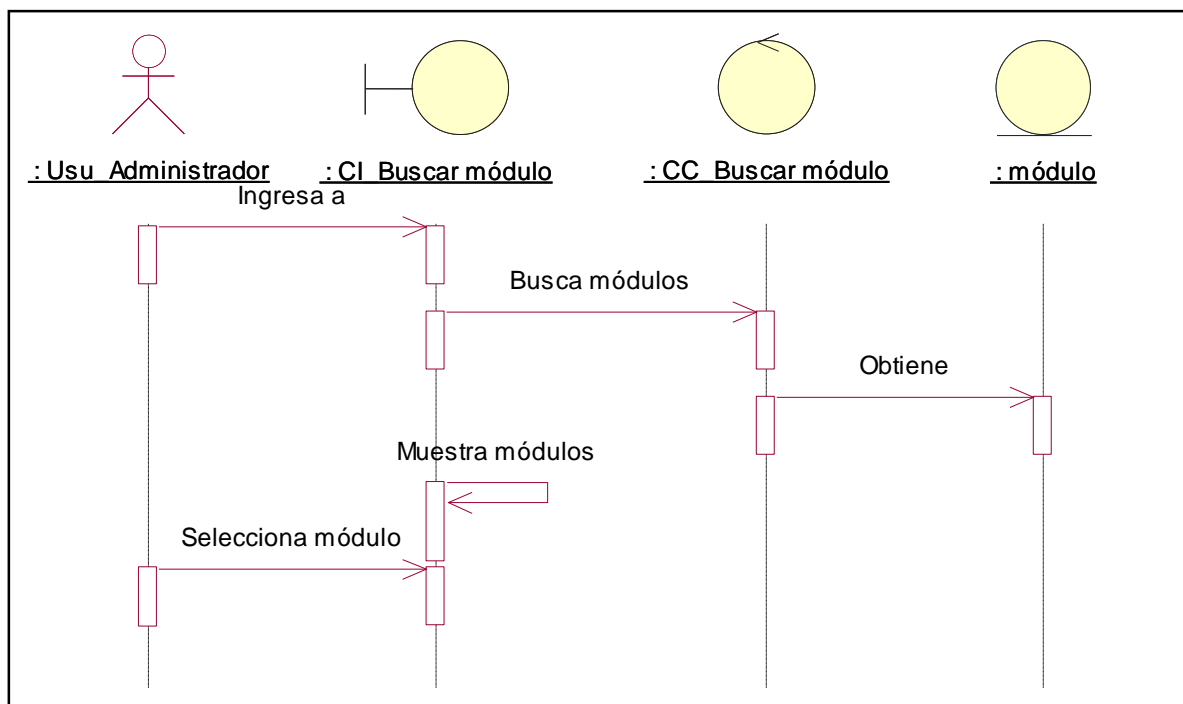 : Usu_Administrador
: CI_Buscar módulo
: CC_Buscar módulo
: módulo
Ingresa a
Busca módulos
Obtiene
Muestra módulos
Selecciona módulo